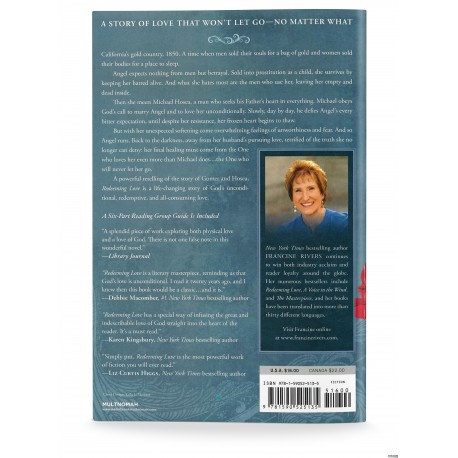 A STORY OF LOVE THAT WON'T LET GO—NO MATTER WHAT
California's gold country, 1850. A time when men sold their souls for a bag of gold and women sold
their bodies for a place to sleep.
Angel expects nothing from men but betrayal. Sold into prostitution as a child, she survives by
keeping her hatred alive. And what she hates most are the men who use her, leaving her empty and
dead inside.
Then she meets Michael Hosea, a man who seeks his Father's heart in everything. Michael obeys
God's call to marry Angel and to love her unconditionally. Slowly, day by day, he defies Angel's every
bitter expectation, until despite her resistance, her frozen heart begins to thaw.
But with her unexpected softening come overwhelming feelings of unworthiness and fear. And so
Angel runs. Back to the darkness, away from her husband's pursuing love, terrified of the truth she no
longer can deny: her final healing must come from the One
who loves her even more than Michael does...the One who
will never let her go.
A powerful retelling of the story of Gomer and Hosea,
Redeeming Love is a life-changing story of God's uncondi-
tional, redemptive, and all-consuming love.
A Six-Part Reading Group Guide Is Included
"A splendid piece of work exploring both physical love
and a love of God. There is not one false note in this
wonderful novel."
—Library Journal
"Redeeming Love is a literary masterpiece, reminding us that
God's love is unconditional. I read it twenty years ago, and I
knew then this book would be a classic...and it is."
—DEBBIE MACOMBER, #1 New York Times bestselling author
"Redeeming Love has a special way of infusing the great and
indescribable love of God straight into the heart of the
reader. It's a must read."
—KAREN KINGSBURY, New York Times bestselling author
"Simply put, Redeeming Love is the most powerful work
of fiction you will ever read."
—LIZ CURTIS HIGGS, New York Times bestselling author
MULTNOMAH
New York Times bestselling author
FRANCINE RIVERS continues
to win both industry acclaim and
reader loyalty around the globe.
Her numerous bestsellers include
Redeeming Love, A Voice in the Wind,
and The Masterpiece, and her books
have been translated into more than
thirty different languages.
Visit Francine online
at www.francinerivers.com.
U.S.A. $16.00 CANADA $22.00
ISBN 978-1-59052-513-5
51600
9 781590 525135